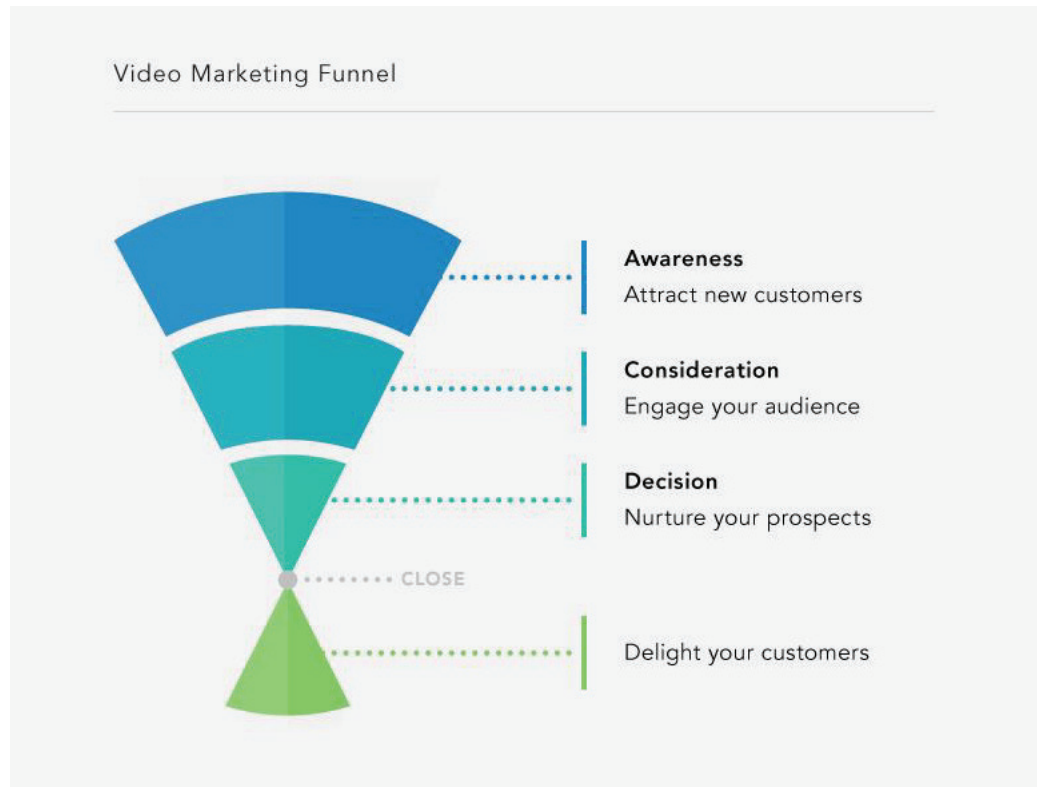 Video Marketing Funnel
Awareness
Attract new customers
Consideration
Engage your audience
Decision
Nurture your prospects
CLOSE
Delight your customers